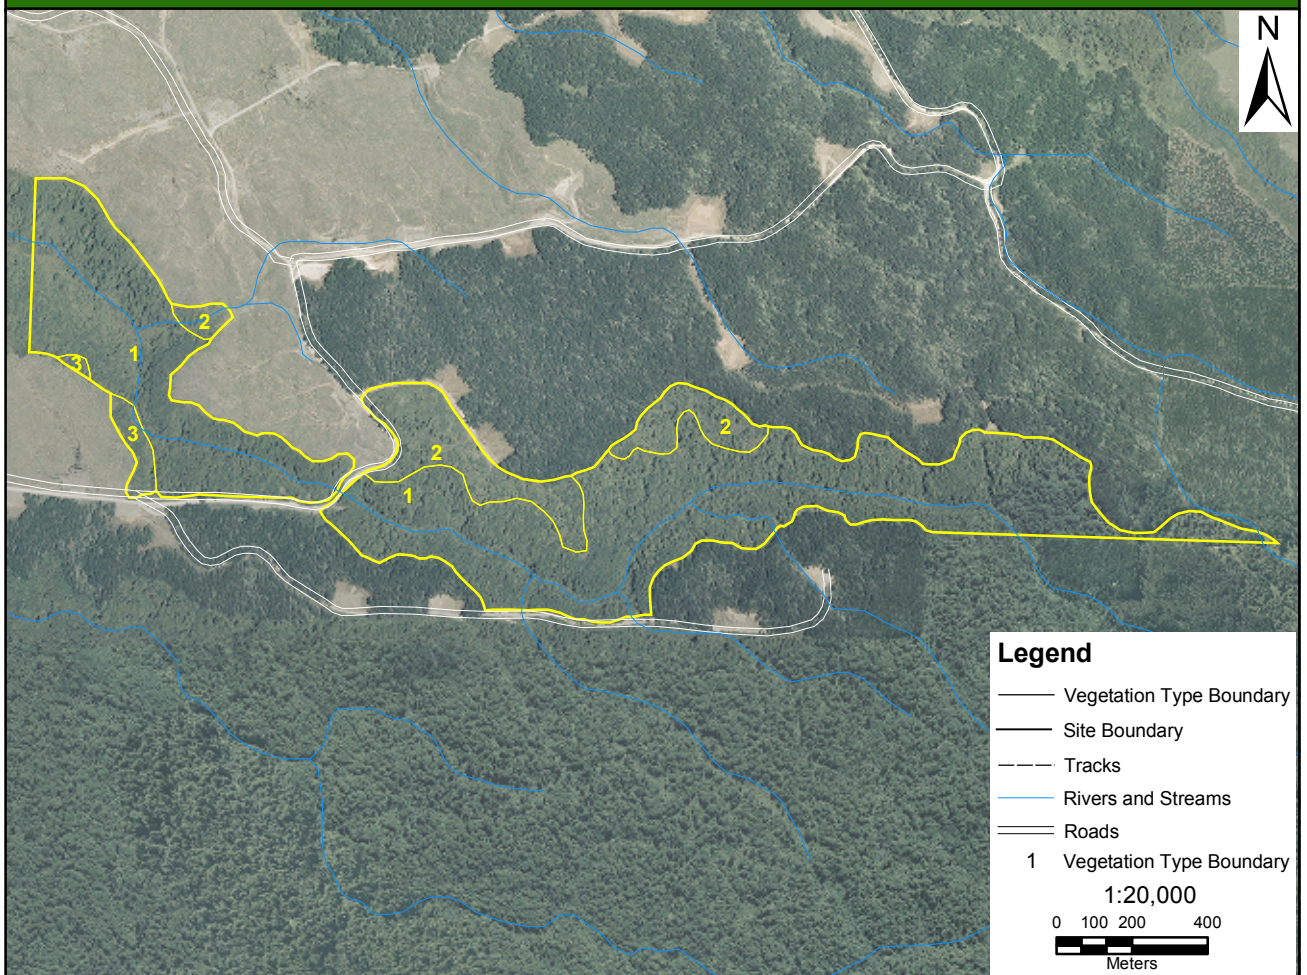 N
2
1
3
3
2
2
1
Legend
Vegetation Type Boundary
Site Boundary
Tracks
Rivers and Streams
Roads
1 Vegetation Type Boundary
1:20,000
0 100 200 400
Meters